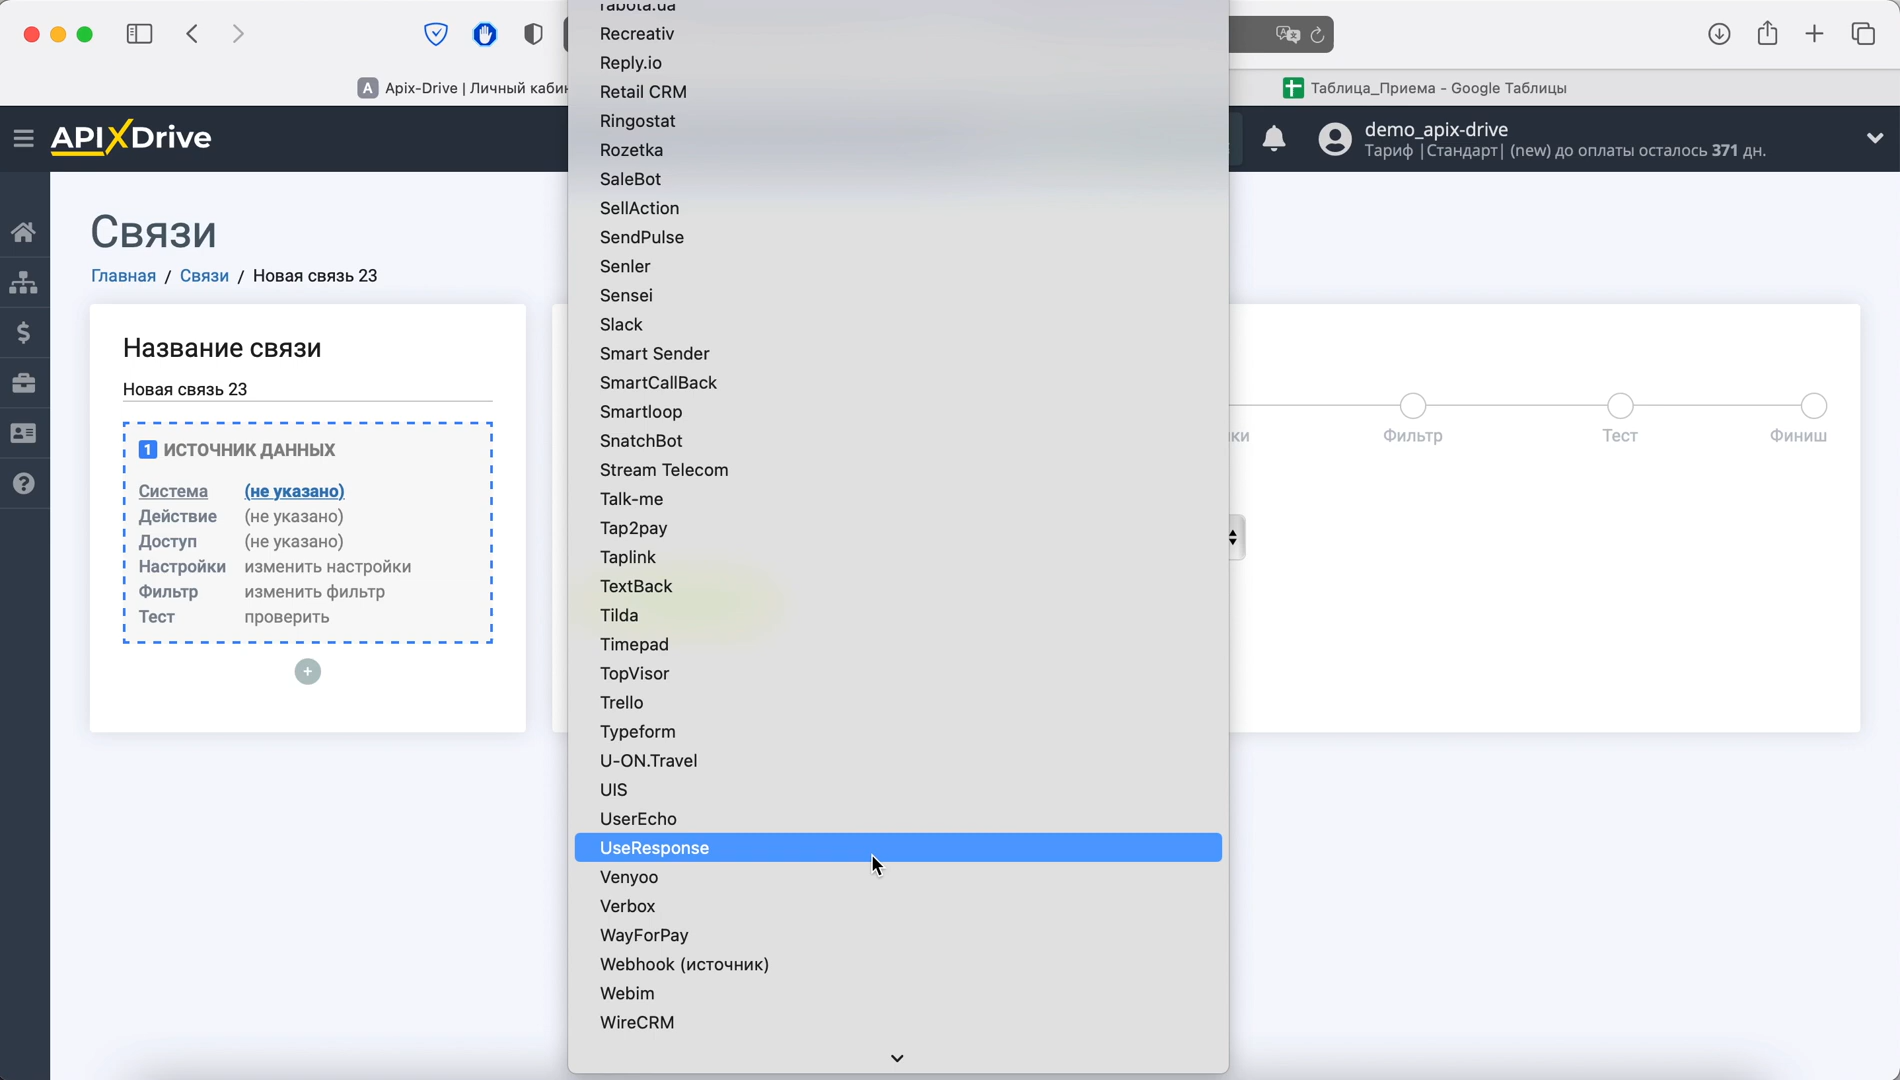 Apix-Drive | Личный каби
Таблица_Приема - Google Таблицы
APIXDrive
demo_apix-drive
Тариф |Стандарт| (new) до оплаты осталось 371 дн.
Связи
Главная / Связи / Новая связь 23
Название связи
Новая связь 23
1 ИСТОЧНИК ДАННЫХ
Система (не указано)
Действие (не указано)
Доступ (не указано)
Настройки изменить настройки
Фильтр изменить фильтр
Тест проверить
rabota.ua
Recreativ
Reply.io
Retail CRM
Ringostat
Rozetka
SaleBot
SellAction
SendPulse
Senler
Sensei
Slack
Smart Sender
SmartCallBack
Smartloop
SnatchBot
Stream Telecom
Talk-me
Tap2pay
Taplink
TextBack
Tilda
Timepad
TopVisor
Trello
Typeform
U-ON.Travel
UIS
UserEcho
UseResponse
Venyoo
Verbox
WayForPay
Webhook (источник)
Webim
WireCRM
ки
Фильтр
Тест
Финиш